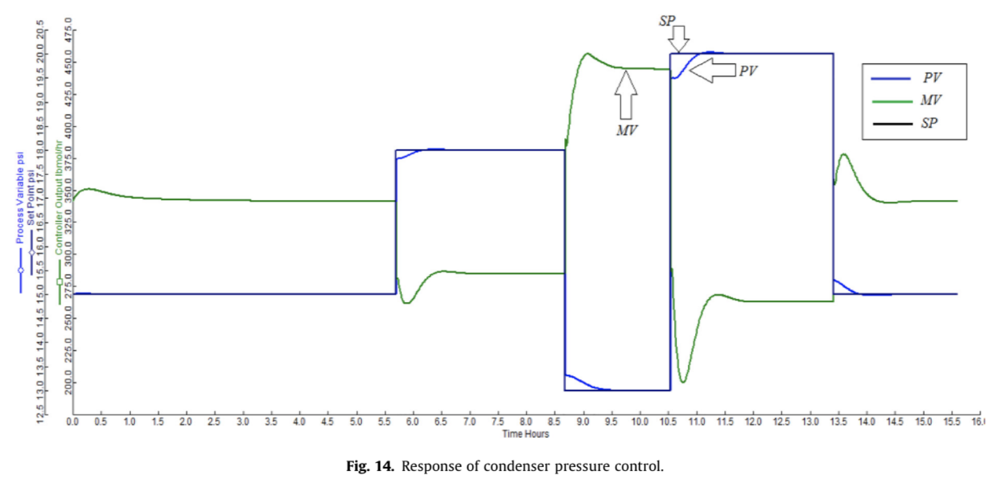 Process Variable psi
Set Point psi
12.5 13.0 13.5 14.0 14.5 15.0 15.5 16.0 16.5 17.0 17.5 18.0 18.5 19.0 19.5 20.0 20.5
Controller Output lbmol/hr
200.0 225.0 250.0 275.0 300.0 325.0 350.0 375.0 400.0 425.0 450.0 475.0
SP
PV
MV
PV
MV
SP
0.0 0.5 1.0 1.5 2.0 2.5 3.0 3.5 4.0 4.5 5.0 5.5 6.0 6.5 7.0 7.5 8.0 8.5 9.0 9.5 10.0 10.5 11.0 11.5 12.0 12.5 13.0 13.5 14.0 14.5 15.0 15.5 16.
Time Hours
Fig. 14. Response of condenser pressure control.